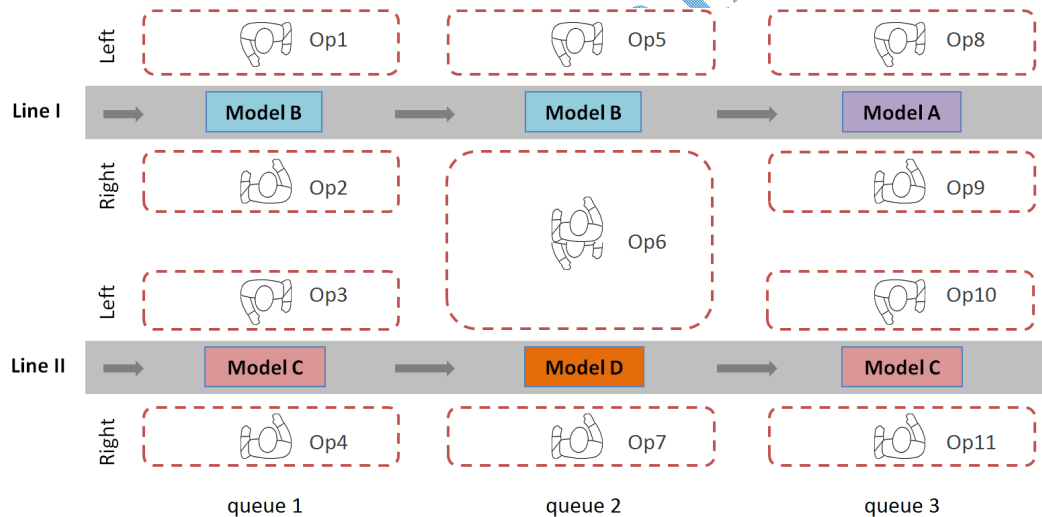 Left Op1 Op5 Op8
Line I Model B Model B Model A
Right Op2 Op6 Op9
Left Op3 Op10
Line II Model C Model D Model C
Right Op4 Op7 Op11
queue 1 queue 2 queue 3